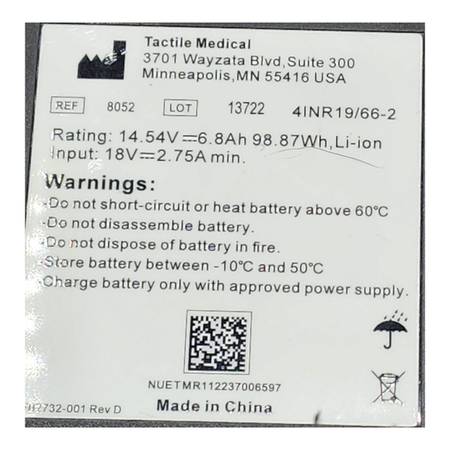 Tactile Medical
3701 Wayzata Blvd,Suite 300
Minneapolis,MN 55416 USA
REF 8052 LOT 13722 4INR19/66-2
Rating: 14.54V⎓6.8Ah 98.87Wh,Li-ion
Input: 18V⎓2.75A min.
Warnings:
-Do not short-circuit or heat battery above 60℃
-Do not disassemble battery.
-Do not dispose of battery in fire.
-Store battery between -10℃ and 50℃
-Charge battery only with approved power supply.
NUETMR112237006597
Rev D Made in China